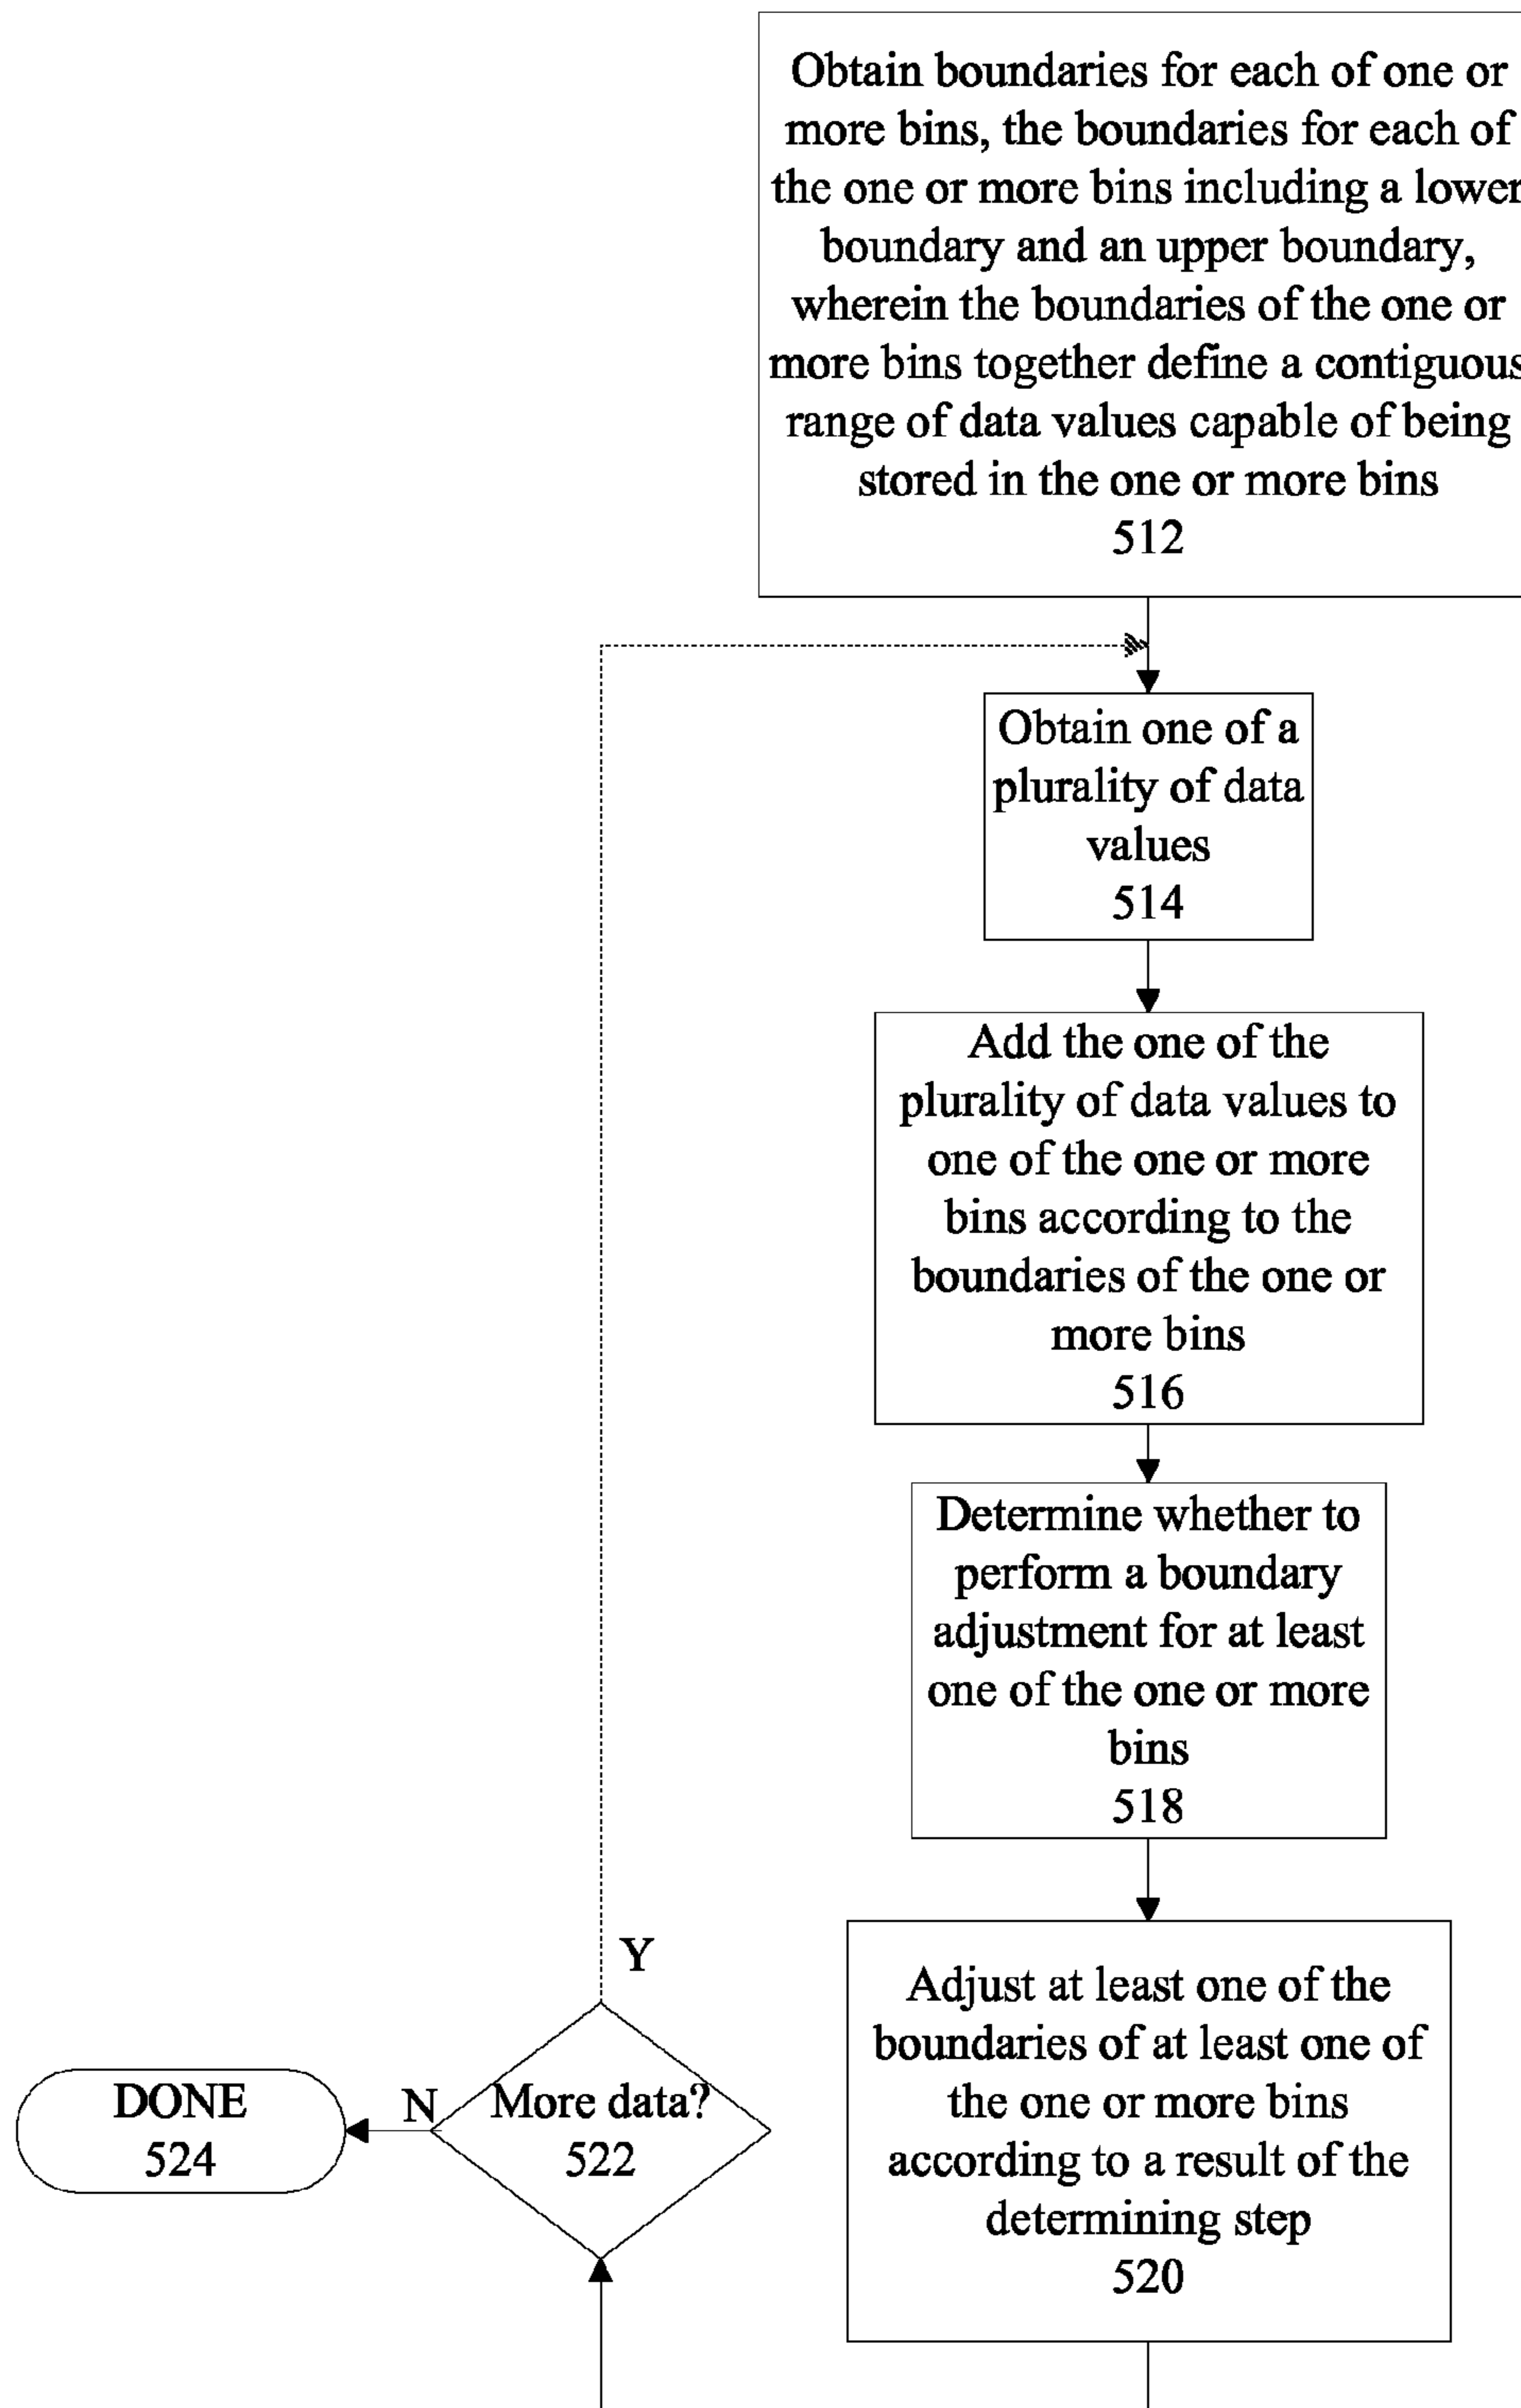 Obtain boundaries for each of one or
more bins, the boundaries for each of
the one or more bins including a lower
boundary and an upper boundary,
wherein the boundaries of the one or
more bins together define a contiguous
range of data values capable of being
stored in the one or more bins
512
Obtain one of a
plurality of data
values
514
Add the one of the
plurality of data values to
one of the one or more
bins according to the
boundaries of the one or
more bins
516
Determine whether to
perform a boundary
adjustment for at least
one of the one or more
bins
518
Adjust at least one of the
boundaries of at least one of
the one or more bins
according to a result of the
determining step
520
Y
More data?
522
N
DONE
524